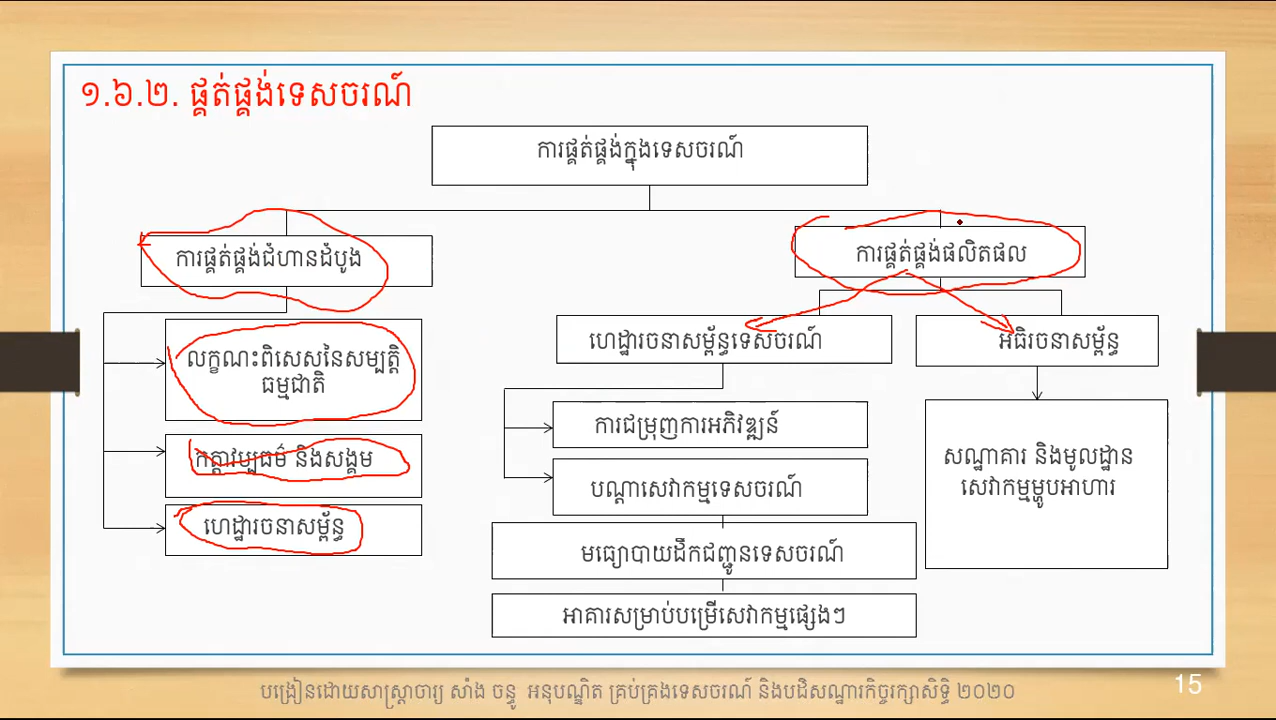 ១.៦.២. ផ្គត់ផ្គង់ទេសចរណ៍
ការផ្គត់ផ្គង់ក្នុងទេសចរណ៍
ការផ្គត់ផ្គង់ជំហានដំបូង
លក្ខណះពិសេសនៃសម្បត្តិ
ធម្មជាតិ
កត្តាវប្បធម៌ និងសង្គម
ហេដ្ឋារចនាសម្ព័ន្ធ
ការផ្គត់ផ្គង់ផលិតផល
ហេដ្ឋារចនាសម្ព័ន្ធទេសចរណ៍
ការជម្រុញការអភិវឌ្ឍន៍
បណ្តាសេវាកម្មទេសចរណ៍
មធ្យោបាយដឹកជញ្ជូនទេសចរណ៍
អាគារសម្រាប់បម្រើសេវាកម្មផ្សេងៗ
អធិរចនាសម្ព័ន្ធ
សណ្ឋាគារ និងមូលដ្ឋាន
សេវាកម្មម្ហូបអាហារ
បង្រៀនដោយសាស្ត្រាចារ្យ សាំង ចន្ធូ អនុបណ្ឌិត គ្រប់គ្រងទេសចរណ៍ និងបដិសណ្ឋារកិច្ចរក្សាសិទ្ធិ ២០២០
15